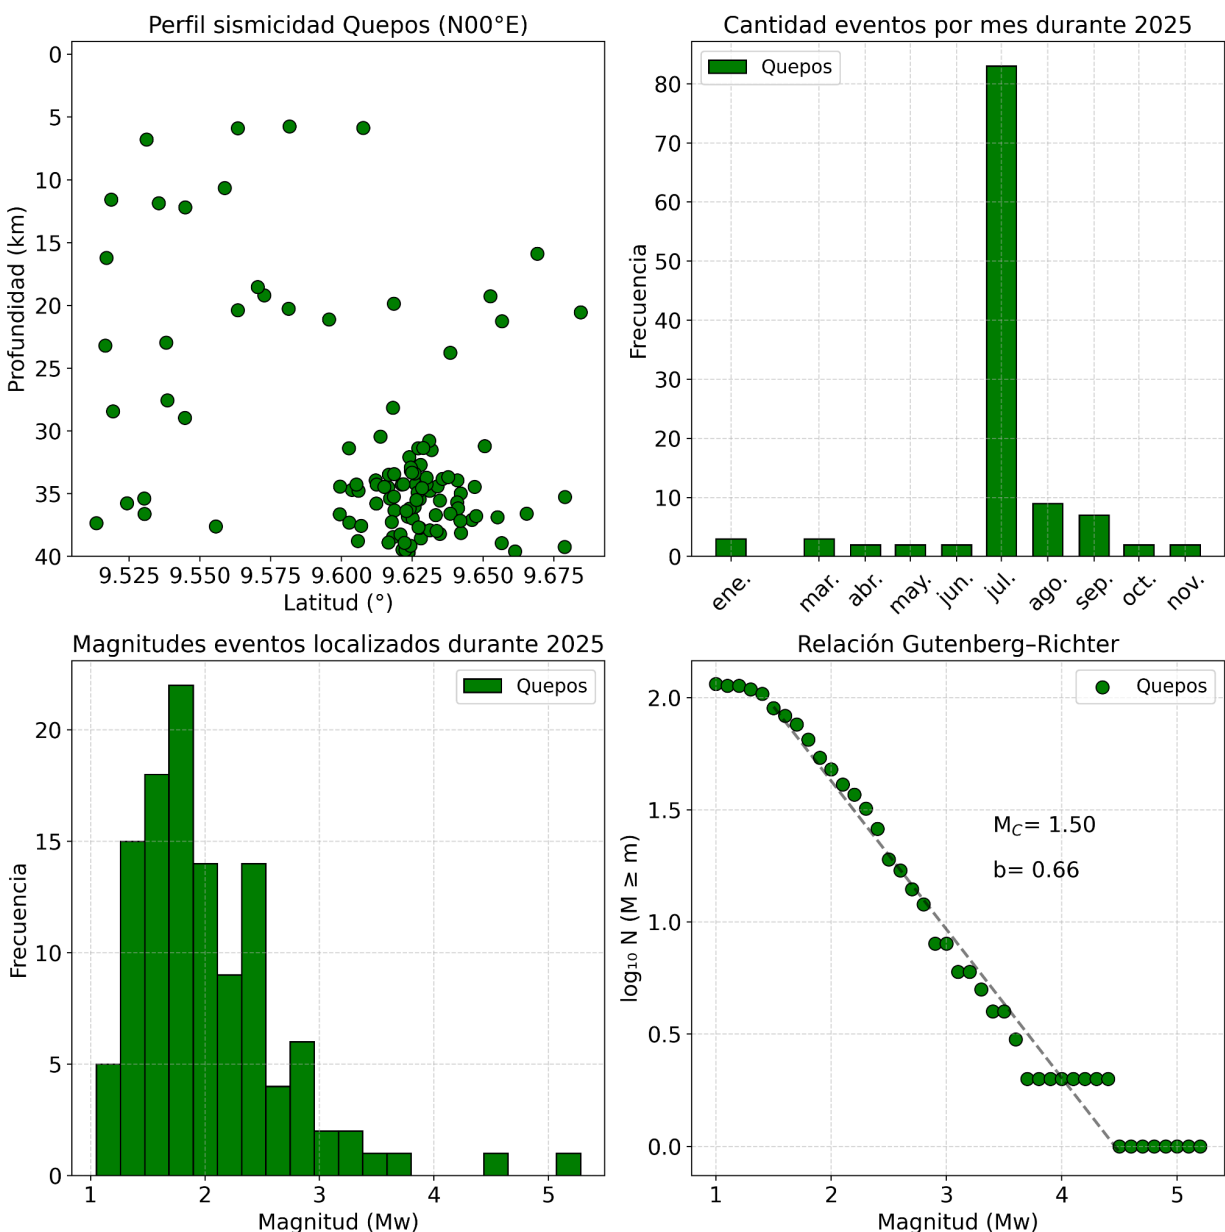 Perfil sismicidad Quepos (N00°E)
0
5
10
15
20
25
30
35
40
Profundidad (km)
9.525 9.550 9.575 9.600 9.625 9.650 9.675
Latitud (°)
Cantidad eventos por mes durante 2025
Quepos
80
70
60
50
40
30
20
10
0
Frecuencia
ene. mar. abr. may. jun. jul. ago. sep. oct. nov.
Magnitudes eventos localizados durante 2025
Quepos
20
15
10
5
0
Frecuencia
1 2 3 4 5
Magnitud (Mw)
Relación Gutenberg–Richter
Quepos
2.0
1.5
1.0
0.5
0.0
log₁₀ N (M ≥ m)
M_C= 1.50
b= 0.66
1 2 3 4 5
Magnitud (Mw)